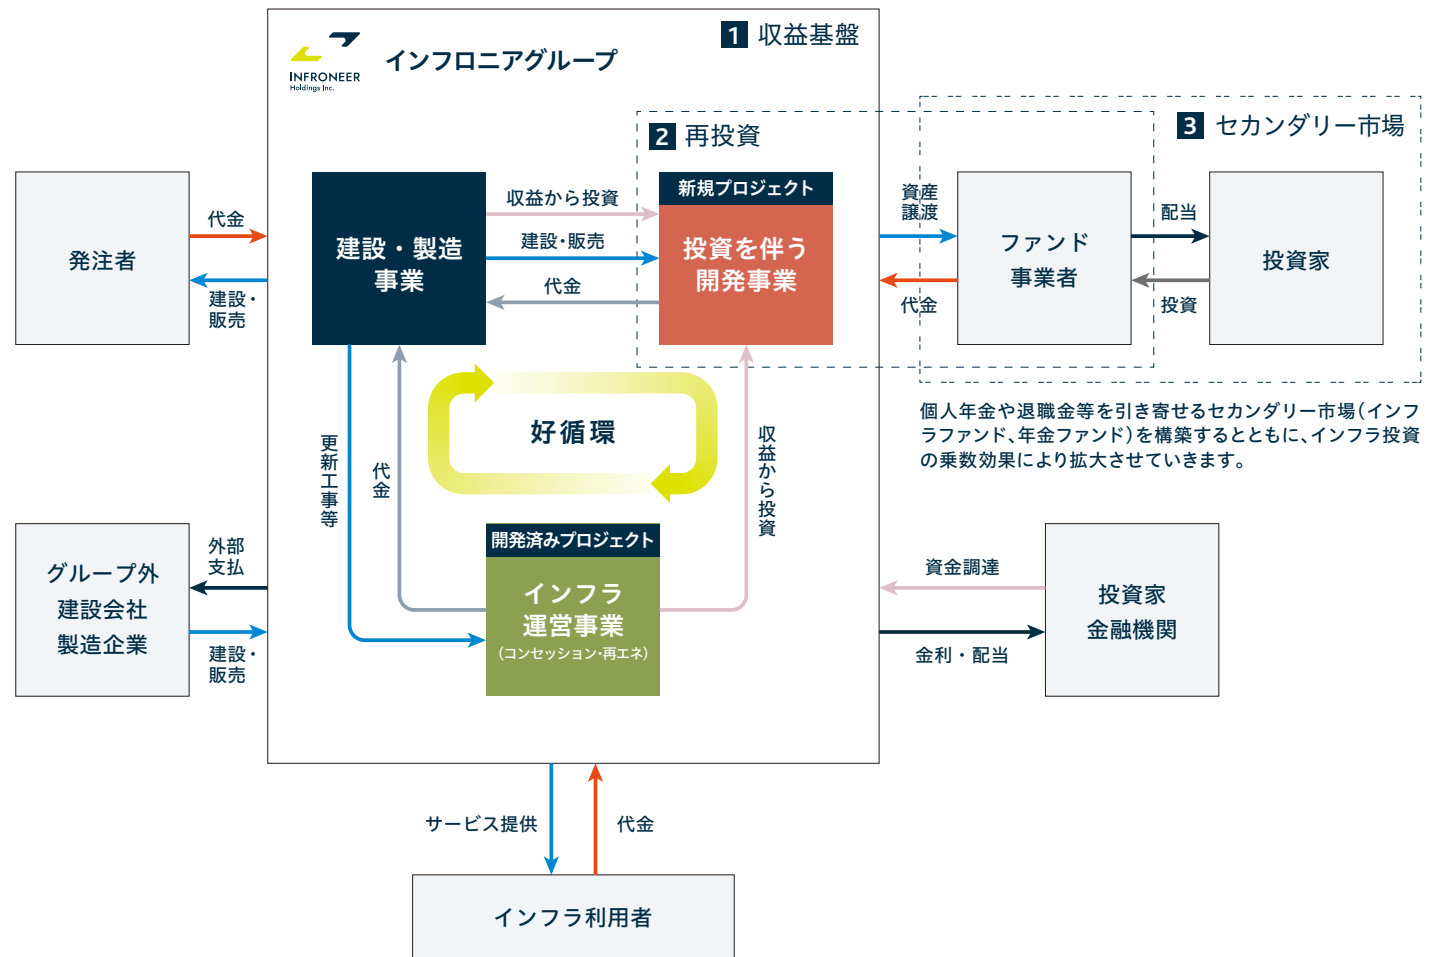 INFRONEER
Holdings Inc.
インフロニアグループ
1 収益基盤
2 再投資
3 セカンダリー市場
発注者
代金
建設・
販売
建設・製造
事業
収益から投資
建設・販売
代金
新規プロジェクト
投資を伴う
開発事業
資産
譲渡
代金
ファンド
事業者
配当
投資
投資家
個人年金や退職金等を引き寄せるセカンダリー市場（インフ
ラファンド、年金ファンド）を構築するとともに、インフラ投資
の乗数効果により拡大させていきます。
更新工事等
代金
好循環
収益から投資
グループ外
建設会社
製造企業
外部
支払
建設・
販売
開発済みプロジェクト
インフラ
運営事業
（コンセッション・再エネ）
資金調達
金利・配当
投資家
金融機関
サービス提供
代金
インフラ利用者